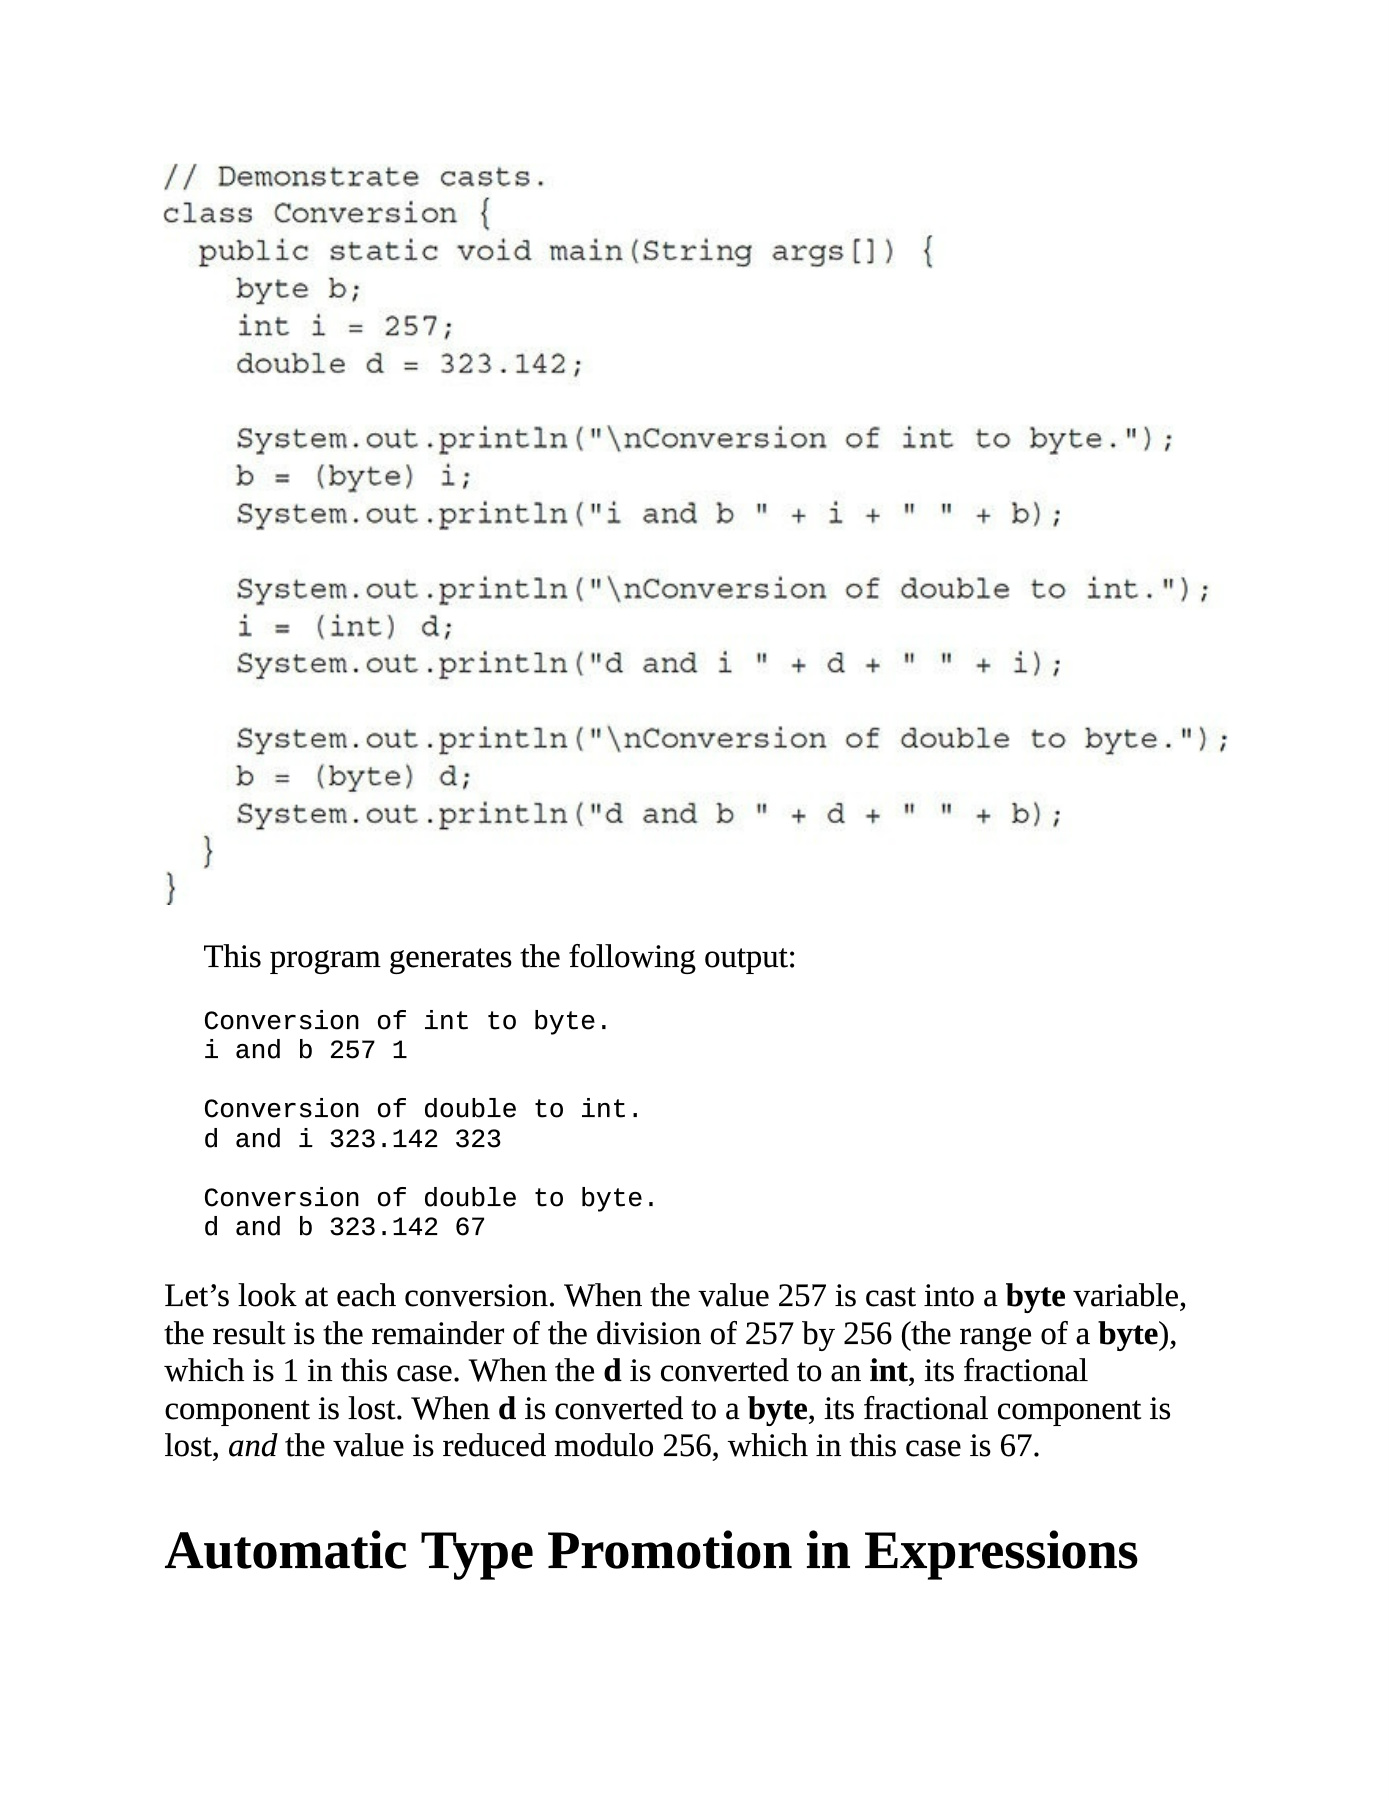 // Demonstrate casts.
class Conversion {
  public static void main(String args[]) {
    byte b;
    int i = 257;
    double d = 323.142;

    System.out.println("\nConversion of int to byte.");
    b = (byte) i;
    System.out.println("i and b " + i + " " + b);

    System.out.println("\nConversion of double to int.");
    i = (int) d;
    System.out.println("d and i " + d + " " + i);

    System.out.println("\nConversion of double to byte.");
    b = (byte) d;
    System.out.println("d and b " + d + " " + b);
  }
}
This program generates the following output:
Conversion of int to byte.
i and b 257 1

Conversion of double to int.
d and i 323.142 323

Conversion of double to byte.
d and b 323.142 67
Let’s look at each conversion. When the value 257 is cast into a byte variable,
the result is the remainder of the division of 257 by 256 (the range of a byte),
which is 1 in this case. When the d is converted to an int, its fractional
component is lost. When d is converted to a byte, its fractional component is
lost, and the value is reduced modulo 256, which in this case is 67.
Automatic Type Promotion in Expressions